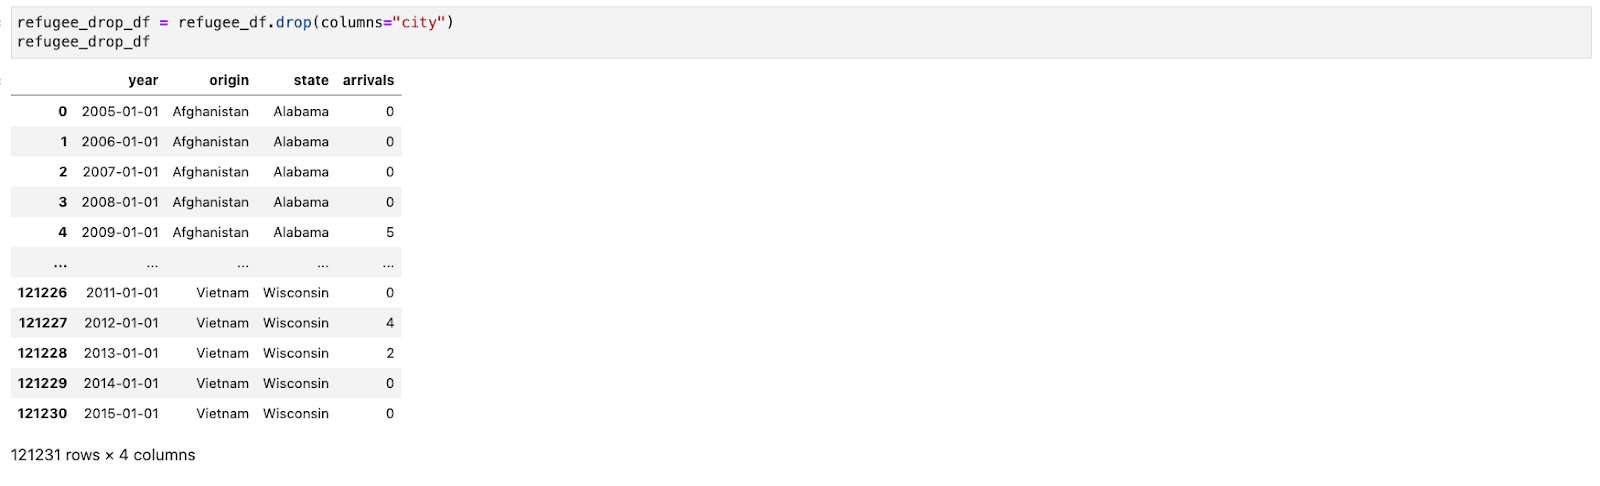 refugee_drop_df = refugee_df.drop(columns="city")
refugee_drop_df
year origin state arrivals
0 2005-01-01 Afghanistan Alabama 0
1 2006-01-01 Afghanistan Alabama 0
2 2007-01-01 Afghanistan Alabama 0
3 2008-01-01 Afghanistan Alabama 0
4 2009-01-01 Afghanistan Alabama 5
... ... ... ... ...
121226 2011-01-01 Vietnam Wisconsin 0
121227 2012-01-01 Vietnam Wisconsin 4
121228 2013-01-01 Vietnam Wisconsin 2
121229 2014-01-01 Vietnam Wisconsin 0
121230 2015-01-01 Vietnam Wisconsin 0
121231 rows × 4 columns